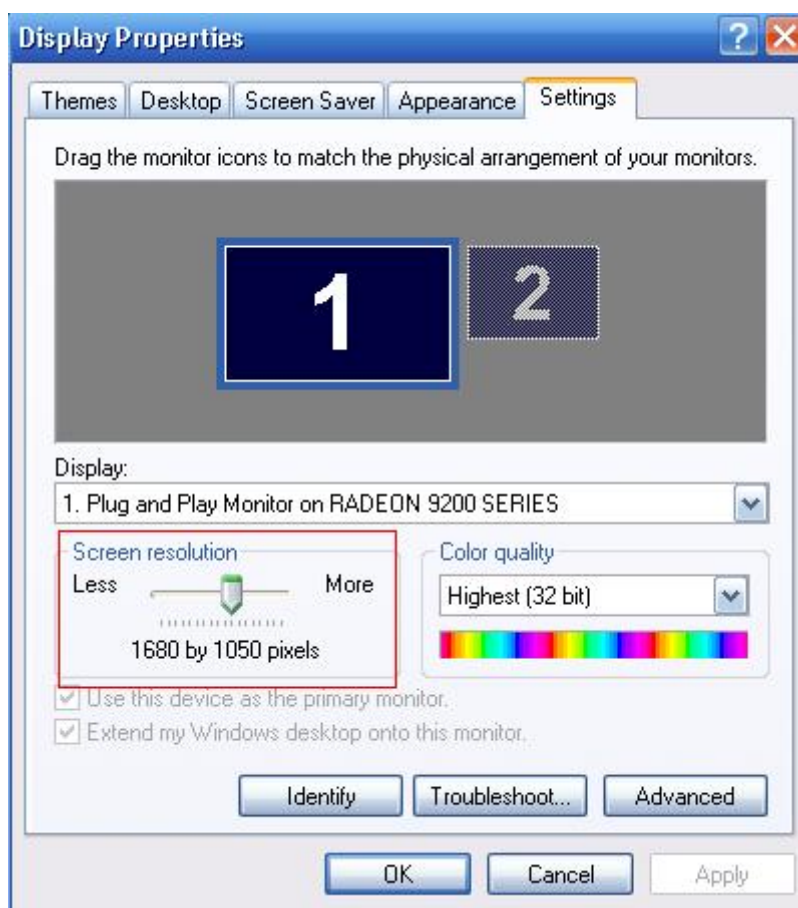 Display Properties
?
Themes Desktop Screen Saver Appearance Settings
Drag the monitor icons to match the physical arrangement of your monitors.
1 2
Display:
1. Plug and Play Monitor on RADEON 9200 SERIES
Screen resolution
Less More
1680 by 1050 pixels
Color quality
Highest (32 bit)
Use this device as the primary monitor.
Extend my Windows desktop onto this monitor.
Identify Troubleshoot... Advanced
OK Cancel Apply